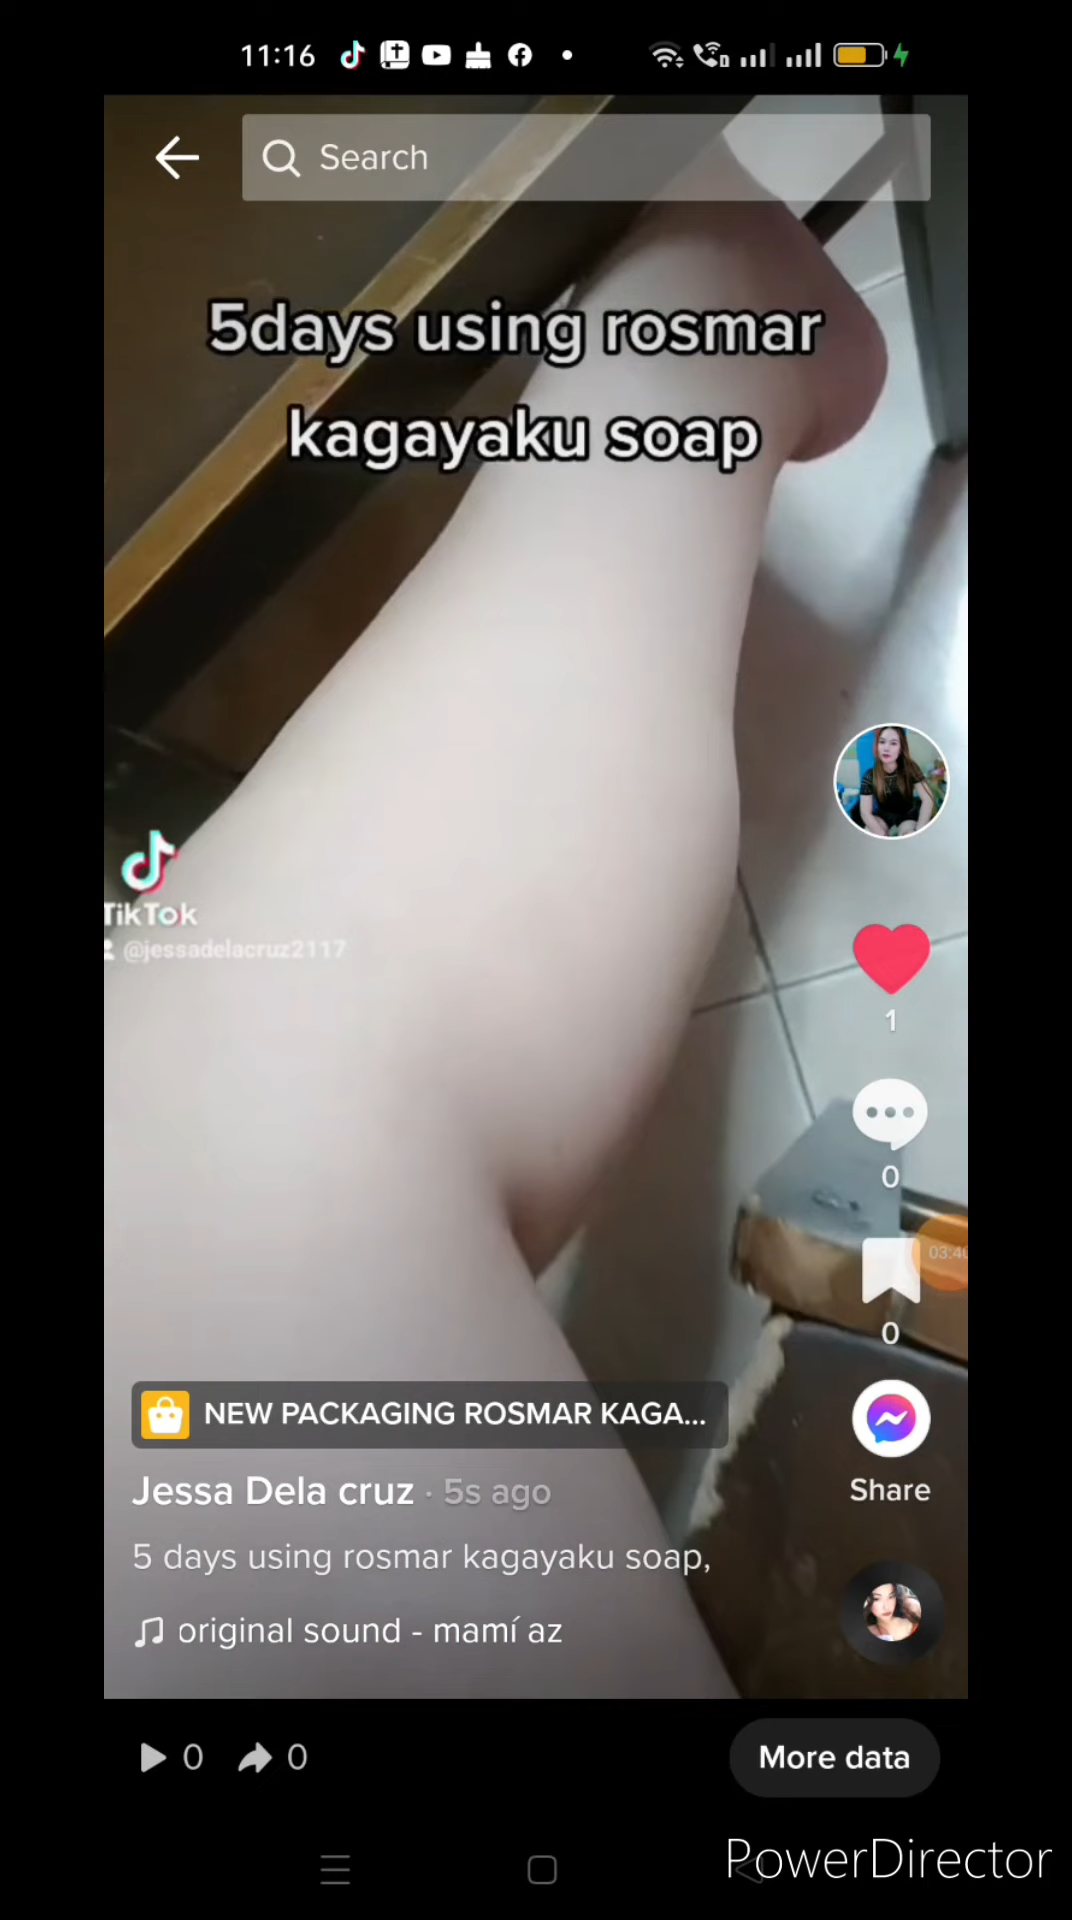 11:16
Search
5days using rosmar
kagayaku soap
TikTok
@jessadelacruz2117
1
0
03:40
0
NEW PACKAGING ROSMAR KAGA...
Jessa Dela cruz · 5s ago
Share
5 days using rosmar kagayaku soap,
original sound - mamí az
0 0
More data
PowerDirector